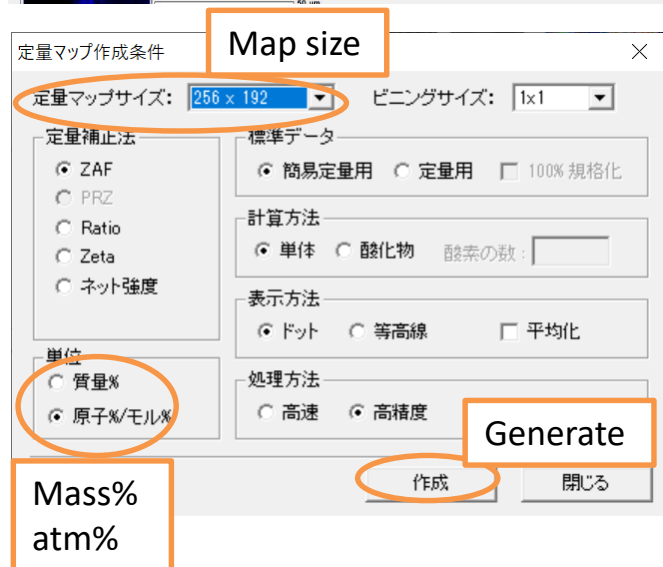 50 um
Map size
定量マップ作成条件
定量マップサイズ: 256 x 192 ビニングサイズ: 1x1
定量補正法
ZAF
PRZ
Ratio
Zeta
ネット強度
標準データ
簡易定量用 定量用 100% 規格化
計算方法
単体 酸化物 酸素の数:
表示方法
ドット 等高線 平均化
単位
質量%
原子%/モル%
処理方法
高速 高精度
Generate
作成 閉じる
Mass%
atm%